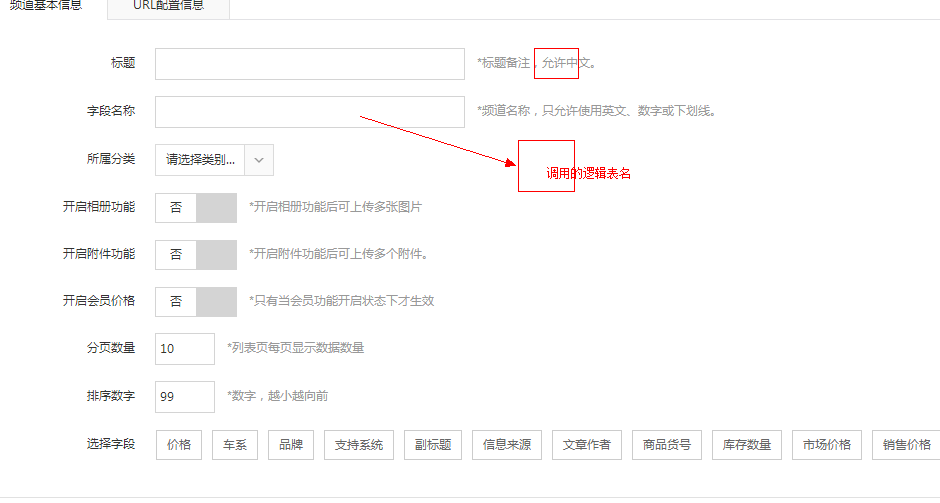 频道基本信息 URL配置信息
标题 *标题备注，允许中文。
字段名称 *频道名称，只允许使用英文、数字或下划线。
所属分类 请选择类别... 调用的逻辑表名
开启相册功能 否 *开启相册功能后可上传多张图片
开启附件功能 否 *开启附件功能后可上传多个附件。
开启会员价格 否 *只有当会员功能开启状态下才生效
分页数量 10 *列表页每页显示数据数量
排序数字 99 *数字，越小越向前
选择字段 价格 车系 品牌 支持系统 副标题 信息来源 文章作者 商品货号 库存数量 市场价格 销售价格